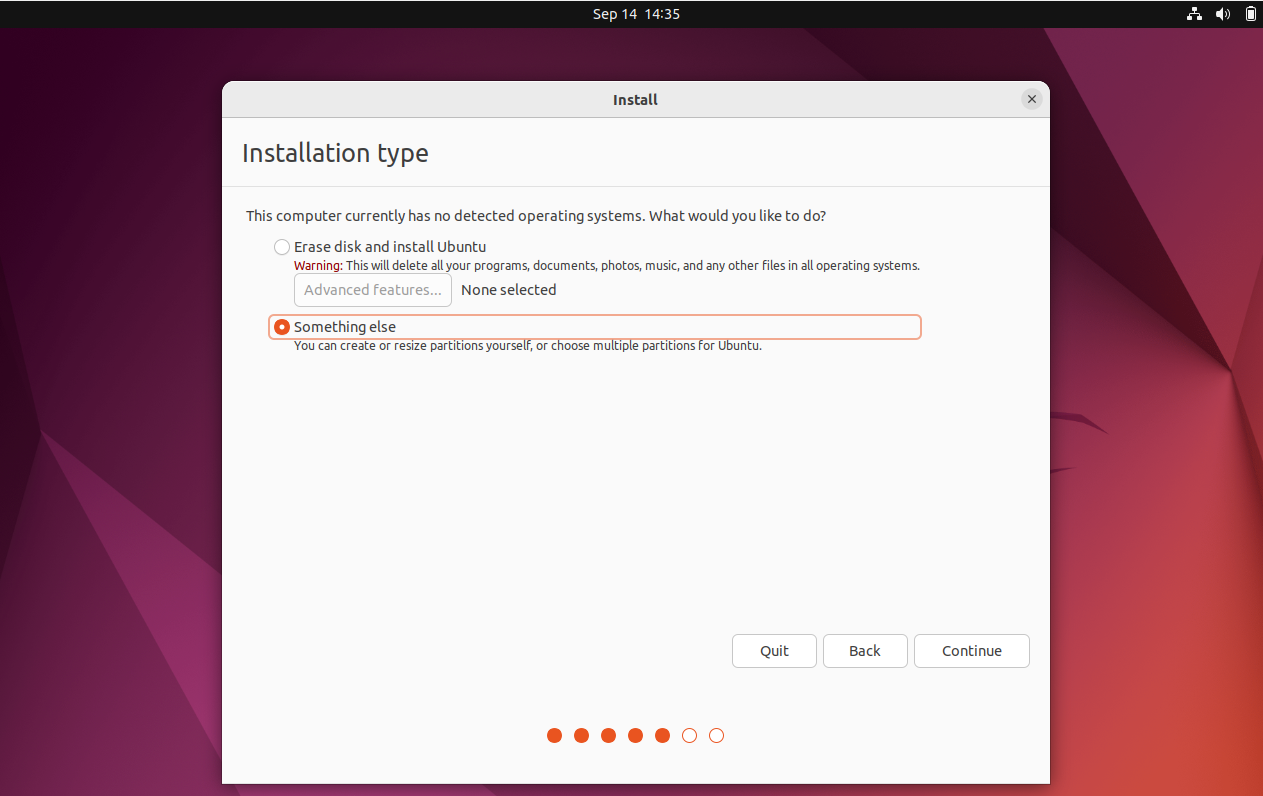 Sep 14 14:35
Install
Installation type
This computer currently has no detected operating systems. What would you like to do?
Erase disk and install Ubuntu
Warning: This will delete all your programs, documents, photos, music, and any other files in all operating systems.
Advanced features... None selected
Something else
You can create or resize partitions yourself, or choose multiple partitions for Ubuntu.
Quit Back Continue